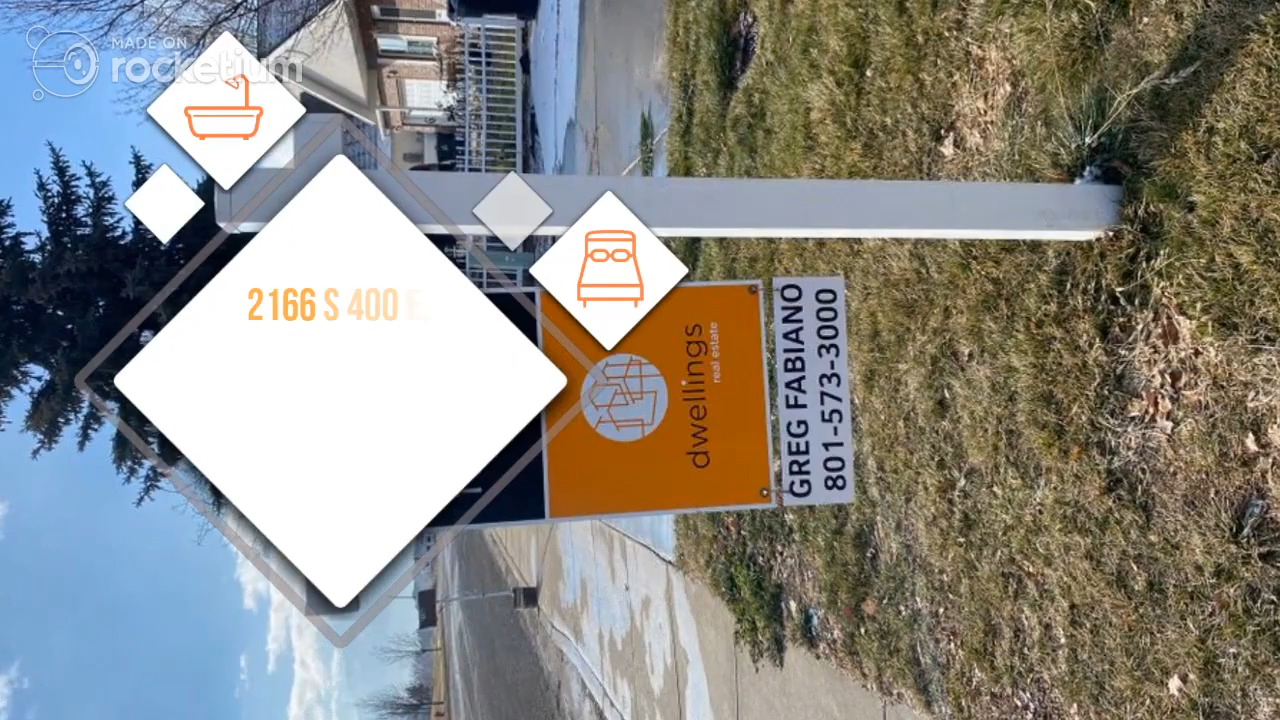 MADE ON
rocketium
2166 S 400 E,
dwellings
real estate
GREG FABIANO
801-573-3000